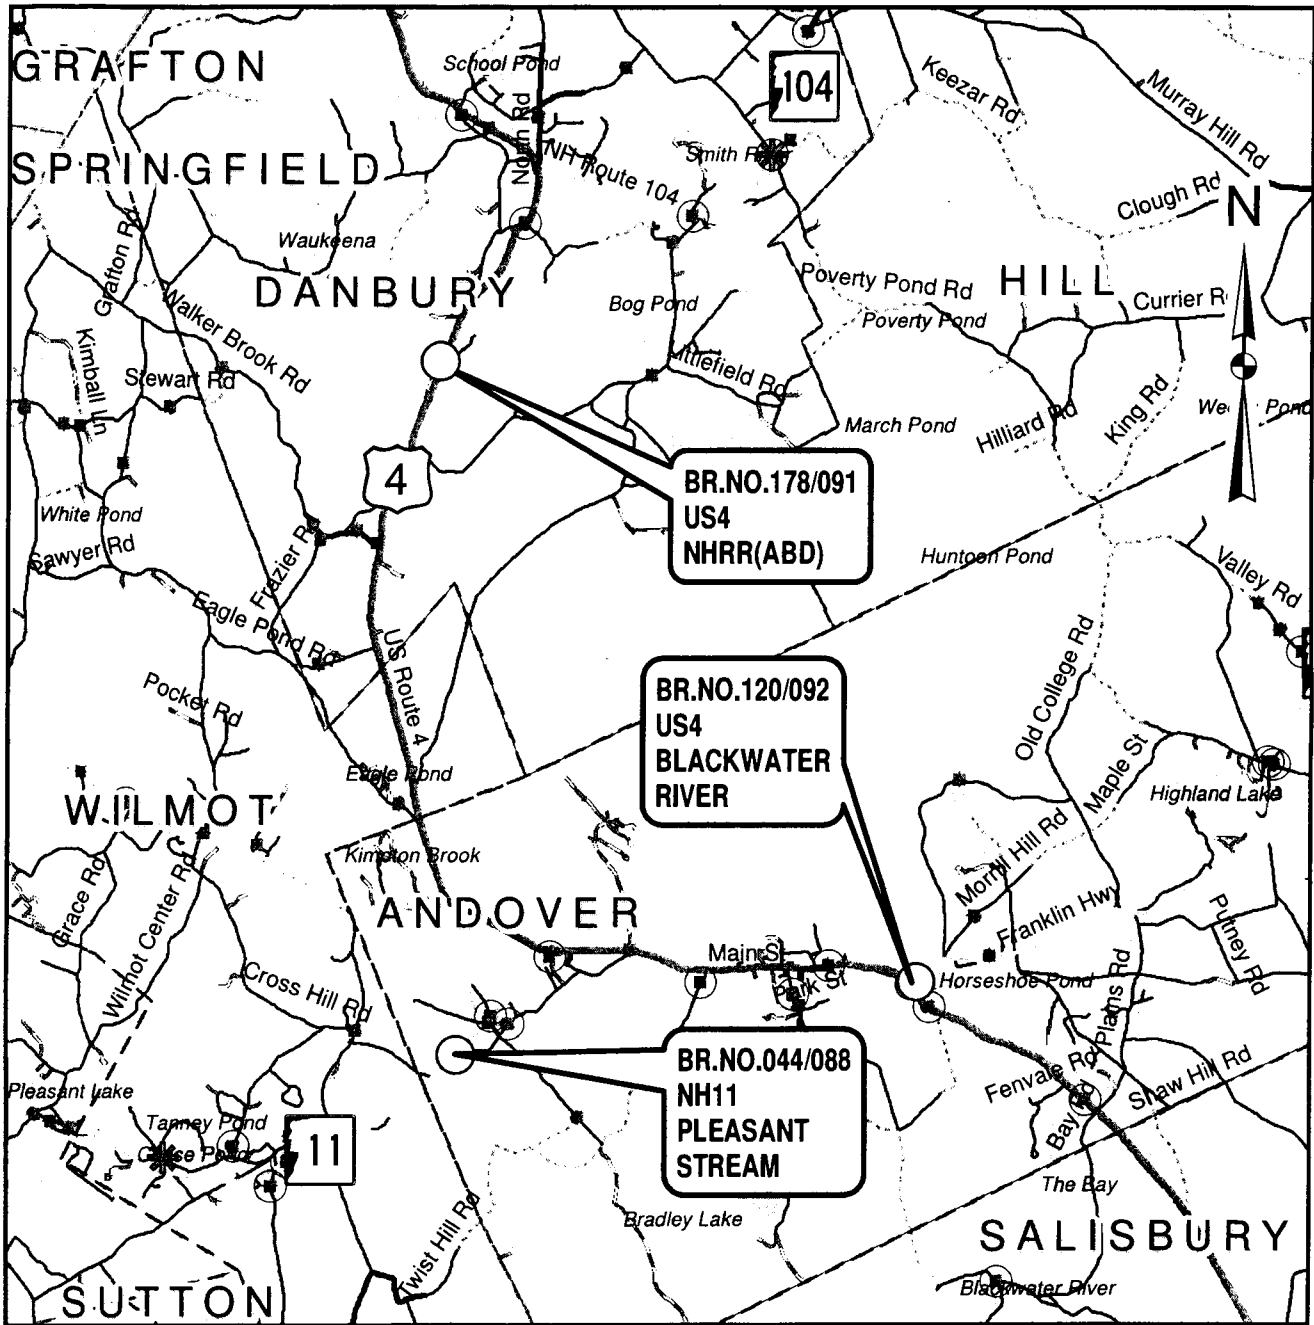 GRAFTON
School Pond
104
Keezar Rd
Murray Hill Rd
SPRINGFIELD
NH Route 104
Clough Rd
N
Grafton Rd
Waukeena
DANBURY
Bog Pond
Poverty Pond Rd
HILL
Poverty Pond
Currier R
Walker Brook Rd
Kimball Ln
Stewart Rd
Littlefield Rd
March Pond
Hilliard Rd
King Rd
Pond
4
BR.NO.178/091
US4
NHRR(ABD)
White Pond
Sawyer Rd
Frazier R
Huntoon Pond
Valley Rd
Eagle Pond Rd
US Route 4
BR.NO.120/092
US4
BLACKWATER
RIVER
Old College Rd
Pocket Rd
Eagle Pond
Maple St
Highland Lake
WILMOT
Kimpton Brook
Morrill Hill Rd
Grace Rd
Wilmot Center Rd
ANDOVER
Franklin Hwy
Putney Rd
Main St
Park St
Horseshoe Pond
Cross Hill Rd
Plains Rd
BR.NO.044/088
NH11
PLEASANT
STREAM
Fenvale Rd
Shaw Hill Rd
Bay Rd
Pleasant Lake
Tanney Pond
Chase Pond
11
The Bay
Twist Hill Rd
Bradley Lake
SALISBURY
Blackwater River
SUTTON